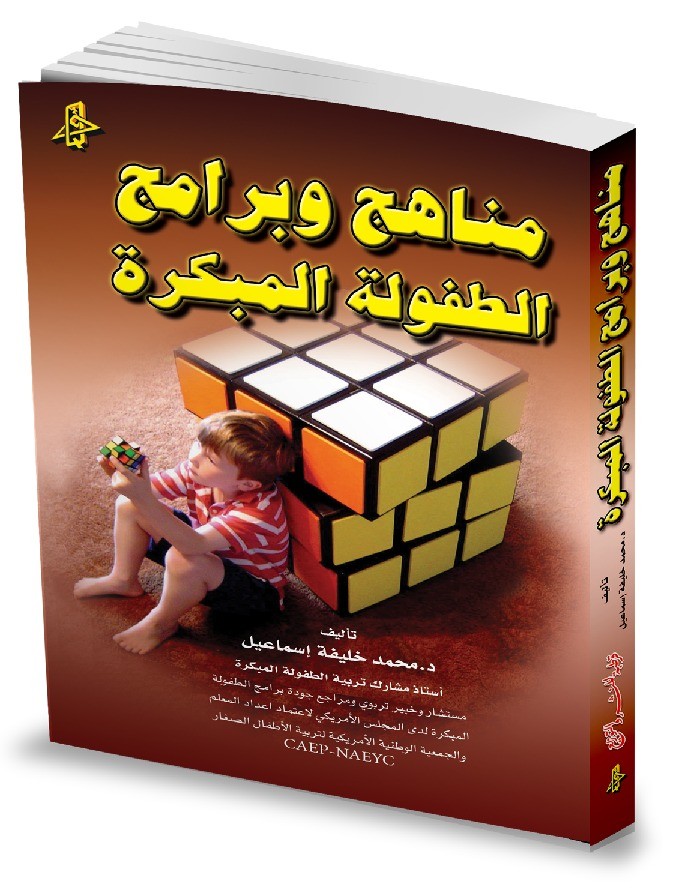 مناهج وبرامج
الطفولة المبكرة
تأليف
د.محمد خليفة إسماعيل
أستاذ مشارك تربية الطفولة المبكرة
مستشار وخبير تربوي ومراجع جودة برامج الطفولة
المبكرة لدى المجلس الأمريكي لاعتماد اعداد المعلم
والجمعية الوطنية الأمريكية لتربية الأطفال الصغار
CAEP-NAEYC
مناهج وبرامج الطفولة المبكرة
تأليف
د.محمد خليفة إسماعيل